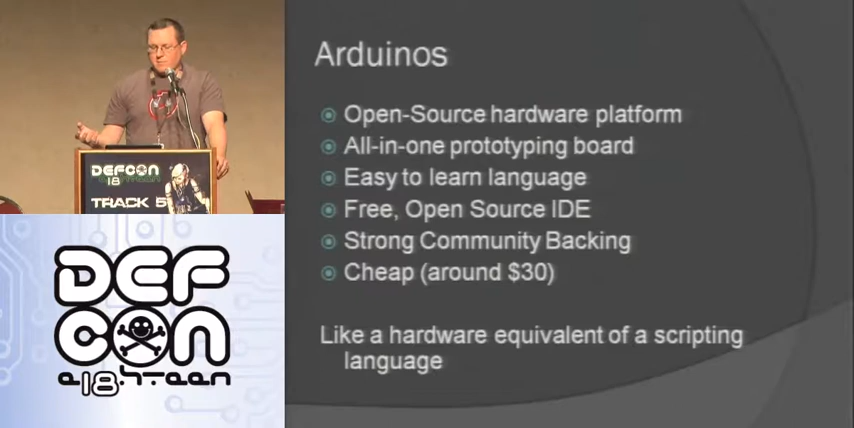 DEFCON
18
TRACK 5
DEF
CON
e18hteen
Arduinos
Open-Source hardware platform
All-in-one prototyping board
Easy to learn language
Free, Open Source IDE
Strong Community Backing
Cheap (around $30)
Like a hardware equivalent of a scripting
language